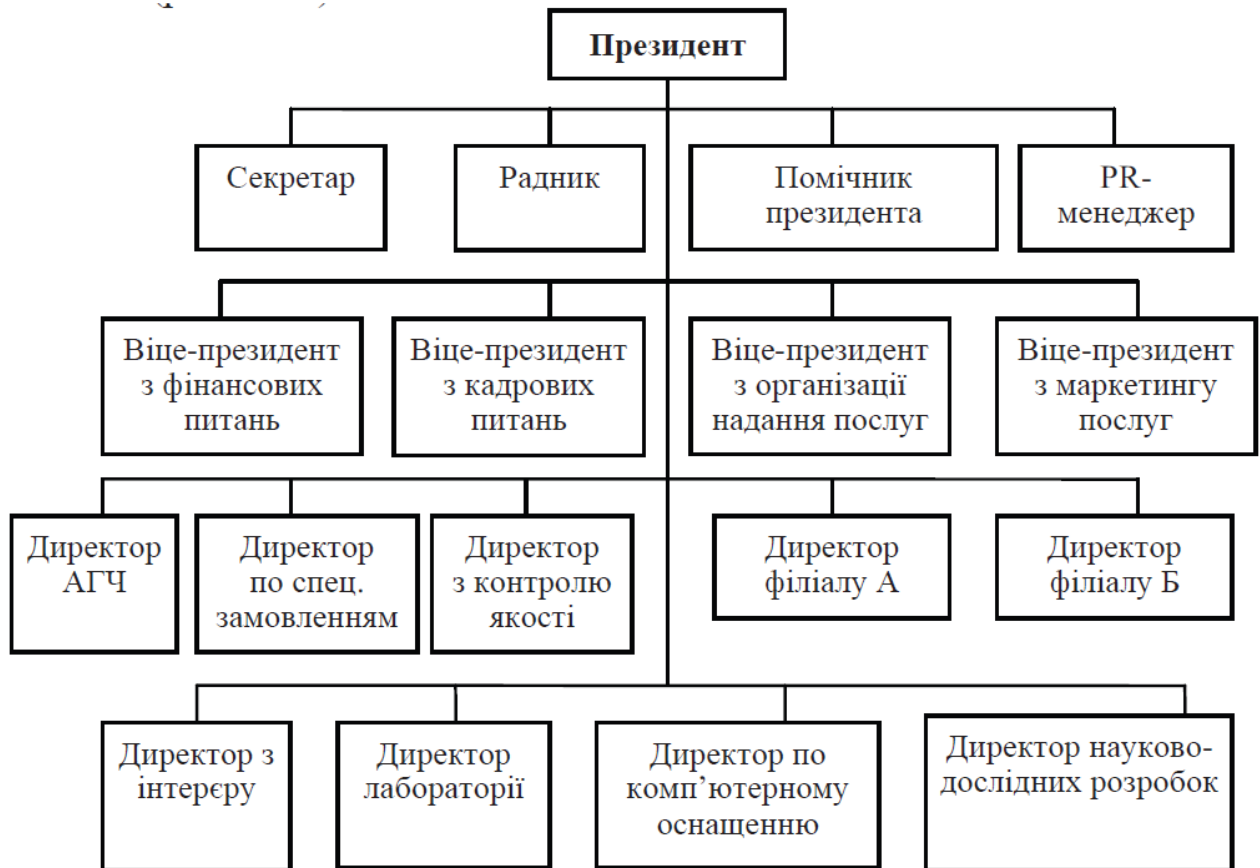 Президент
Секретар
Радник
Помічник
президента
PR-
менеджер
Віце-президент
з фінансових
питань
Віце-президент
з кадрових
питань
Віце-президент
з організації
надання послуг
Віце-президент
з маркетингу
послуг
Директор
АГЧ
Директор
по спец.
замовленням
Директор
з контролю
якості
Директор
філіалу А
Директор
філіалу Б
Директор з
інтерєру
Директор
лабораторії
Директор по
комп’ютерному
оснащенню
Директор науково-
дослідних розробок